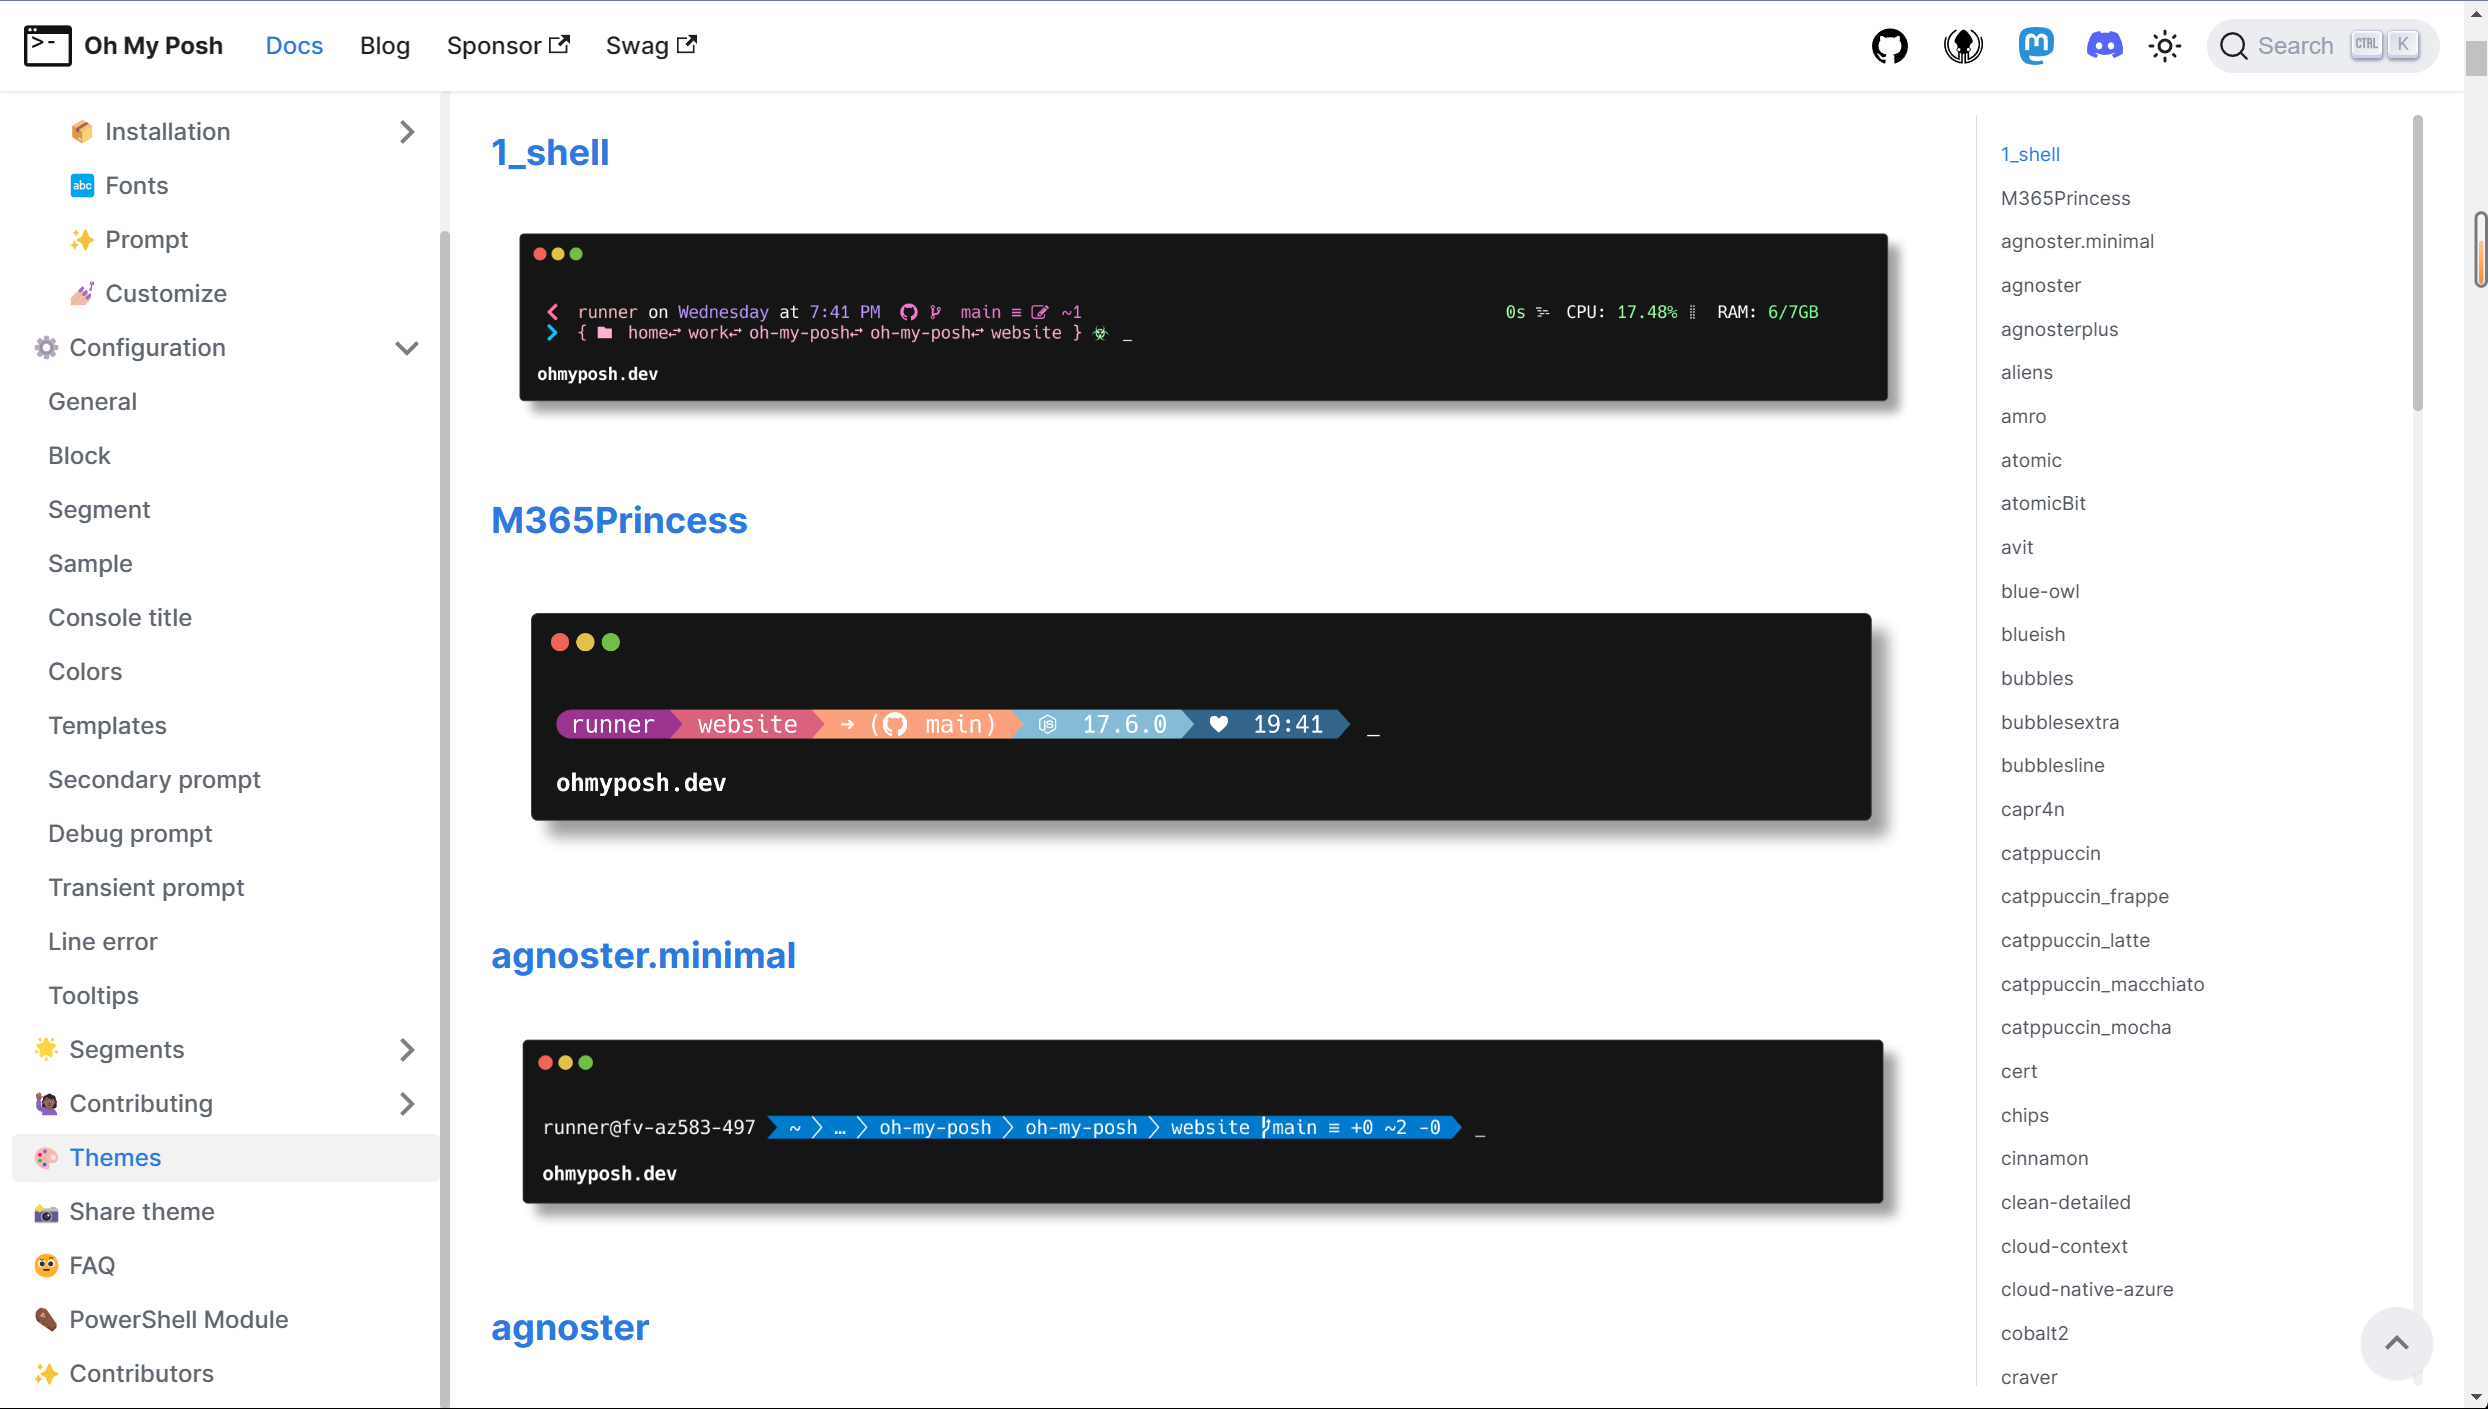 Oh My Posh Docs Blog Sponsor Swag Search CTRL K
Installation
abc Fonts
Prompt
Customize
Configuration
General
Block
Segment
Sample
Console title
Colors
Templates
Secondary prompt
Debug prompt
Transient prompt
Line error
Tooltips
Segments
Contributing
Themes
Share theme
FAQ
PowerShell Module
Contributors
1_shell
runner on Wednesday at 7:41 PM main ≡ ~1 0s CPU: 17.48% RAM: 6/7GB
{ home work oh-my-posh oh-my-posh website } _
ohmyposh.dev
M365Princess
runner website → ( main) JS 17.6.0 ♥ 19:41 _
ohmyposh.dev
agnoster.minimal
runner@fv-az583-497 ~ … oh-my-posh oh-my-posh website main ≡ +0 ~2 -0 _
ohmyposh.dev
agnoster
1_shell
M365Princess
agnoster.minimal
agnoster
agnosterplus
aliens
amro
atomic
atomicBit
avit
blue-owl
blueish
bubbles
bubblesextra
bubblesline
capr4n
catppuccin
catppuccin_frappe
catppuccin_latte
catppuccin_macchiato
catppuccin_mocha
cert
chips
cinnamon
clean-detailed
cloud-context
cloud-native-azure
cobalt2
craver